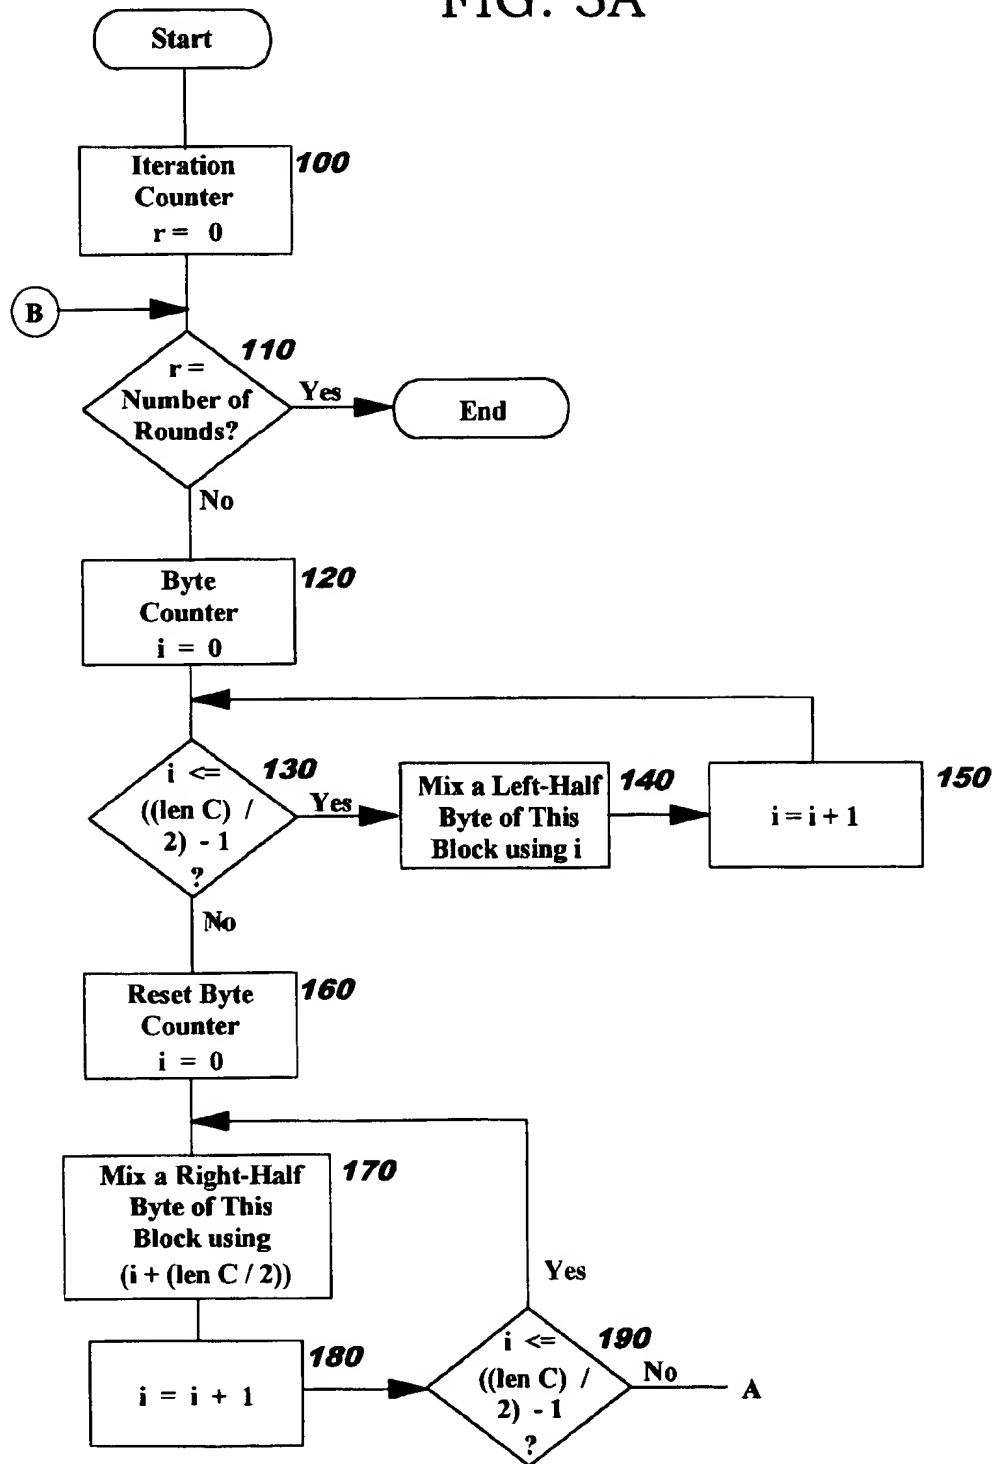 FIG. 3A
Start
Iteration
Counter
r = 0
100
B
110
r =
Number of
Rounds?
Yes
End
No
Byte
Counter
i = 0
120
i <=
((len C) /
2) - 1
?
130
Yes
Mix a Left-Half
Byte of This
Block using i
140
i = i + 1
150
No
Reset Byte
Counter
i = 0
160
Mix a Right-Half
Byte of This
Block using
(i + (len C / 2))
170
Yes
i = i + 1
180
i <=
((len C) /
2) - 1
?
190
No
A